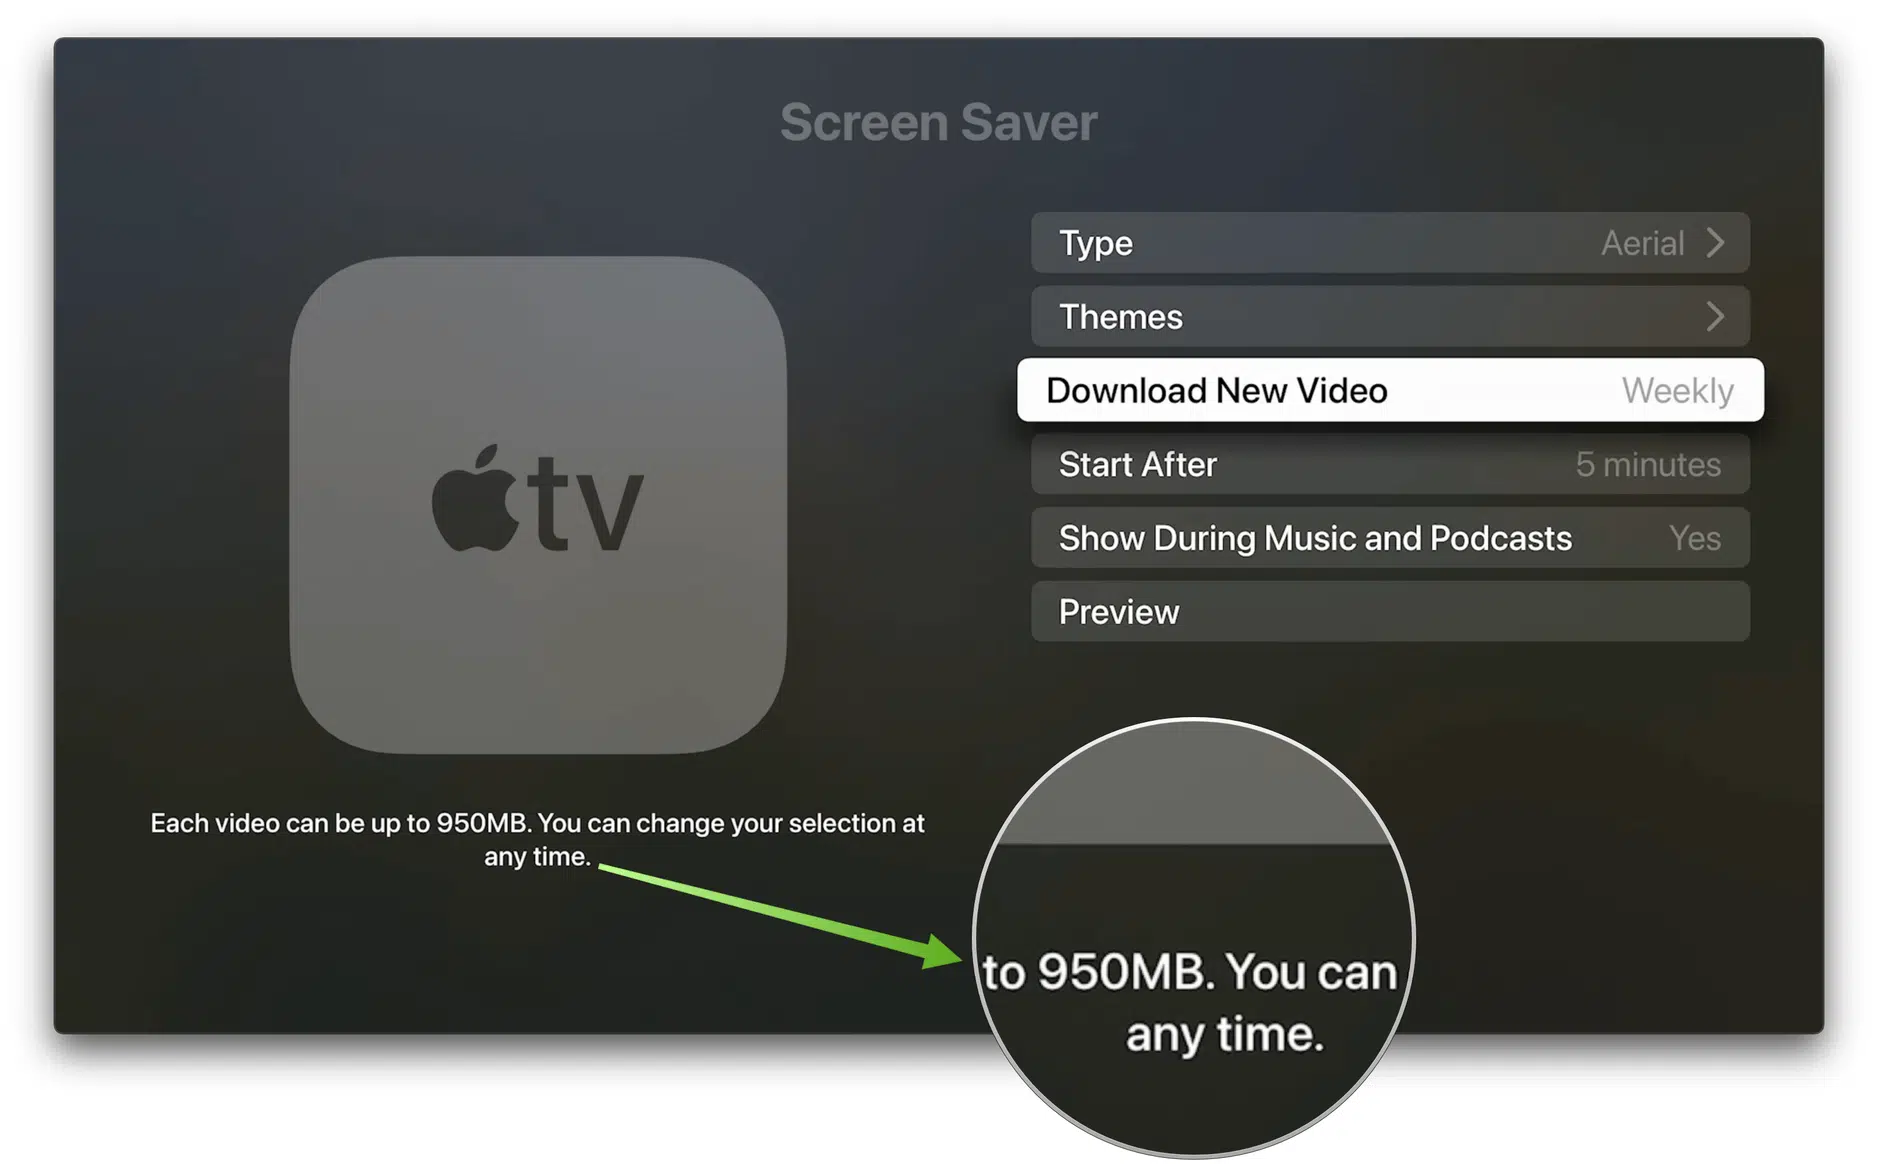 Screen Saver
Type Aerial
Themes
Download New Video Weekly
Start After 5 minutes
Show During Music and Podcasts Yes
Preview
tv
Each video can be up to 950MB. You can change your selection at
any time.
to 950MB. You can
any time.